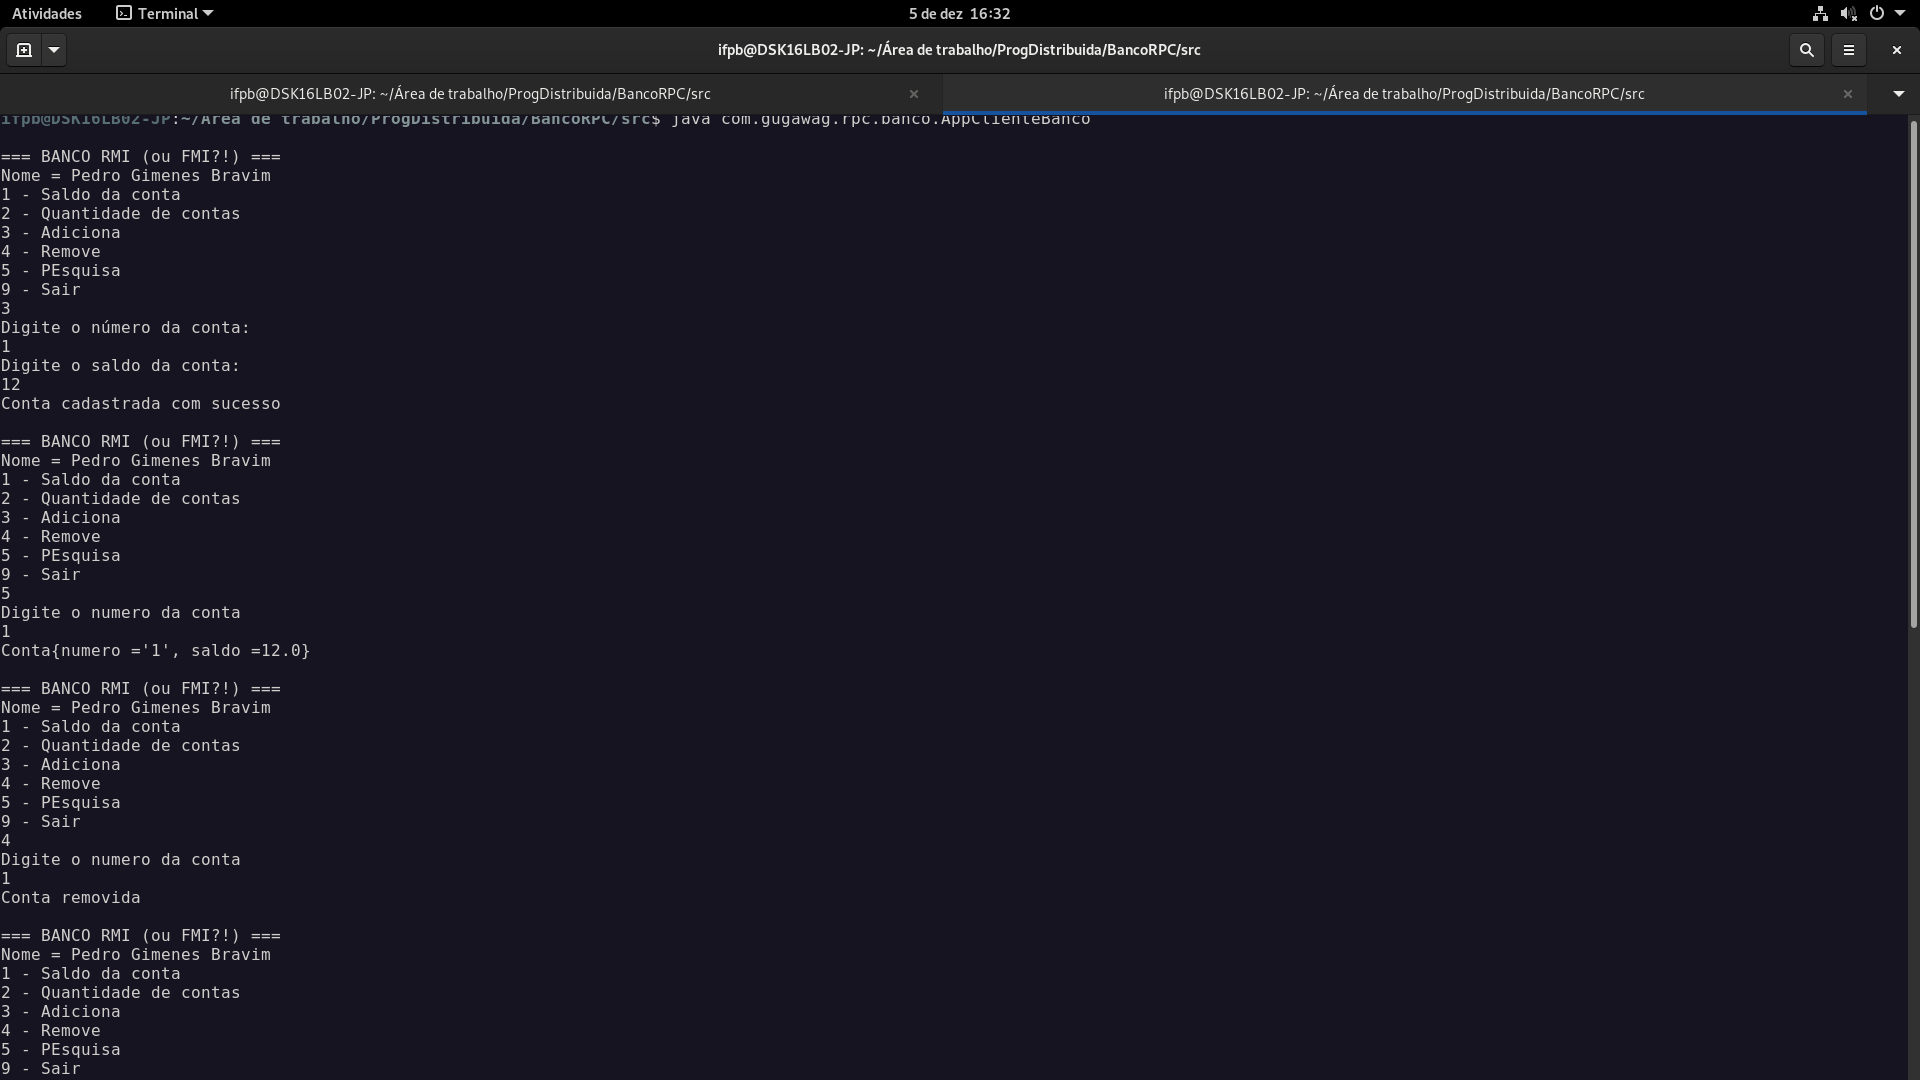 Atividades
Terminal
5 de dez 16:32
ifpb@DSK16LB02-JP: ~/Área de trabalho/ProgDistribuida/BancoRPC/src
ifpb@DSK16LB02-JP: ~/Área de trabalho/ProgDistribuida/BancoRPC/src
ifpb@DSK16LB02-JP: ~/Área de trabalho/ProgDistribuida/BancoRPC/src
ifpb@DSK16LB02-JP:~/Área de trabalho/ProgDistribuida/BancoRPC/src$ java com.gugawag.rpc.banco.AppClienteBanco
=== BANCO RMI (ou FMI?!) ===
Nome = Pedro Gimenes Bravim
1 - Saldo da conta
2 - Quantidade de contas
3 - Adiciona
4 - Remove
5 - PEsquisa
9 - Sair
3
Digite o número da conta:
1
Digite o saldo da conta:
12
Conta cadastrada com sucesso
=== BANCO RMI (ou FMI?!) ===
Nome = Pedro Gimenes Bravim
1 - Saldo da conta
2 - Quantidade de contas
3 - Adiciona
4 - Remove
5 - PEsquisa
9 - Sair
5
Digite o numero da conta
1
Conta{numero ='1', saldo =12.0}
=== BANCO RMI (ou FMI?!) ===
Nome = Pedro Gimenes Bravim
1 - Saldo da conta
2 - Quantidade de contas
3 - Adiciona
4 - Remove
5 - PEsquisa
9 - Sair
4
Digite o numero da conta
1
Conta removida
=== BANCO RMI (ou FMI?!) ===
Nome = Pedro Gimenes Bravim
1 - Saldo da conta
2 - Quantidade de contas
3 - Adiciona
4 - Remove
5 - PEsquisa
9 - Sair